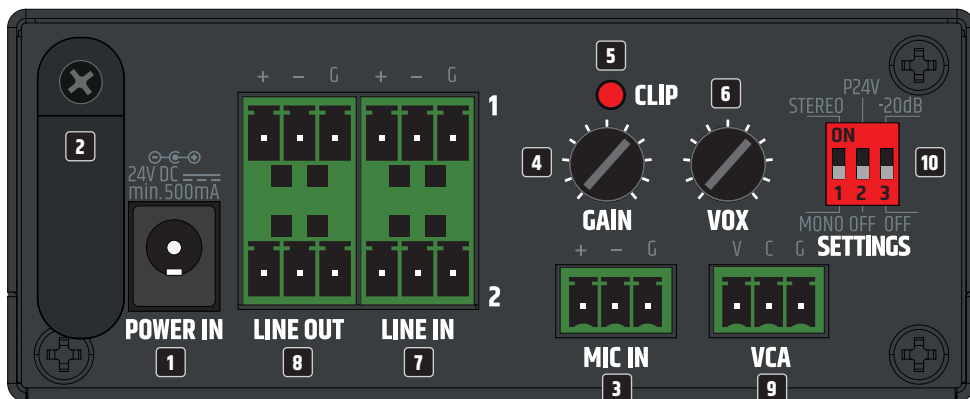 5
+ − G + − G
1
CLIP
6
P24V
STEREO -20dB
2
ON
4
10
24V DC
min.500mA
1 2 3
GAIN
VOX
MONO OFF OFF
SETTINGS
+ − G
V C G
2
POWER IN
LINE OUT
LINE IN
1
8
7
MIC IN
VCA
3
9